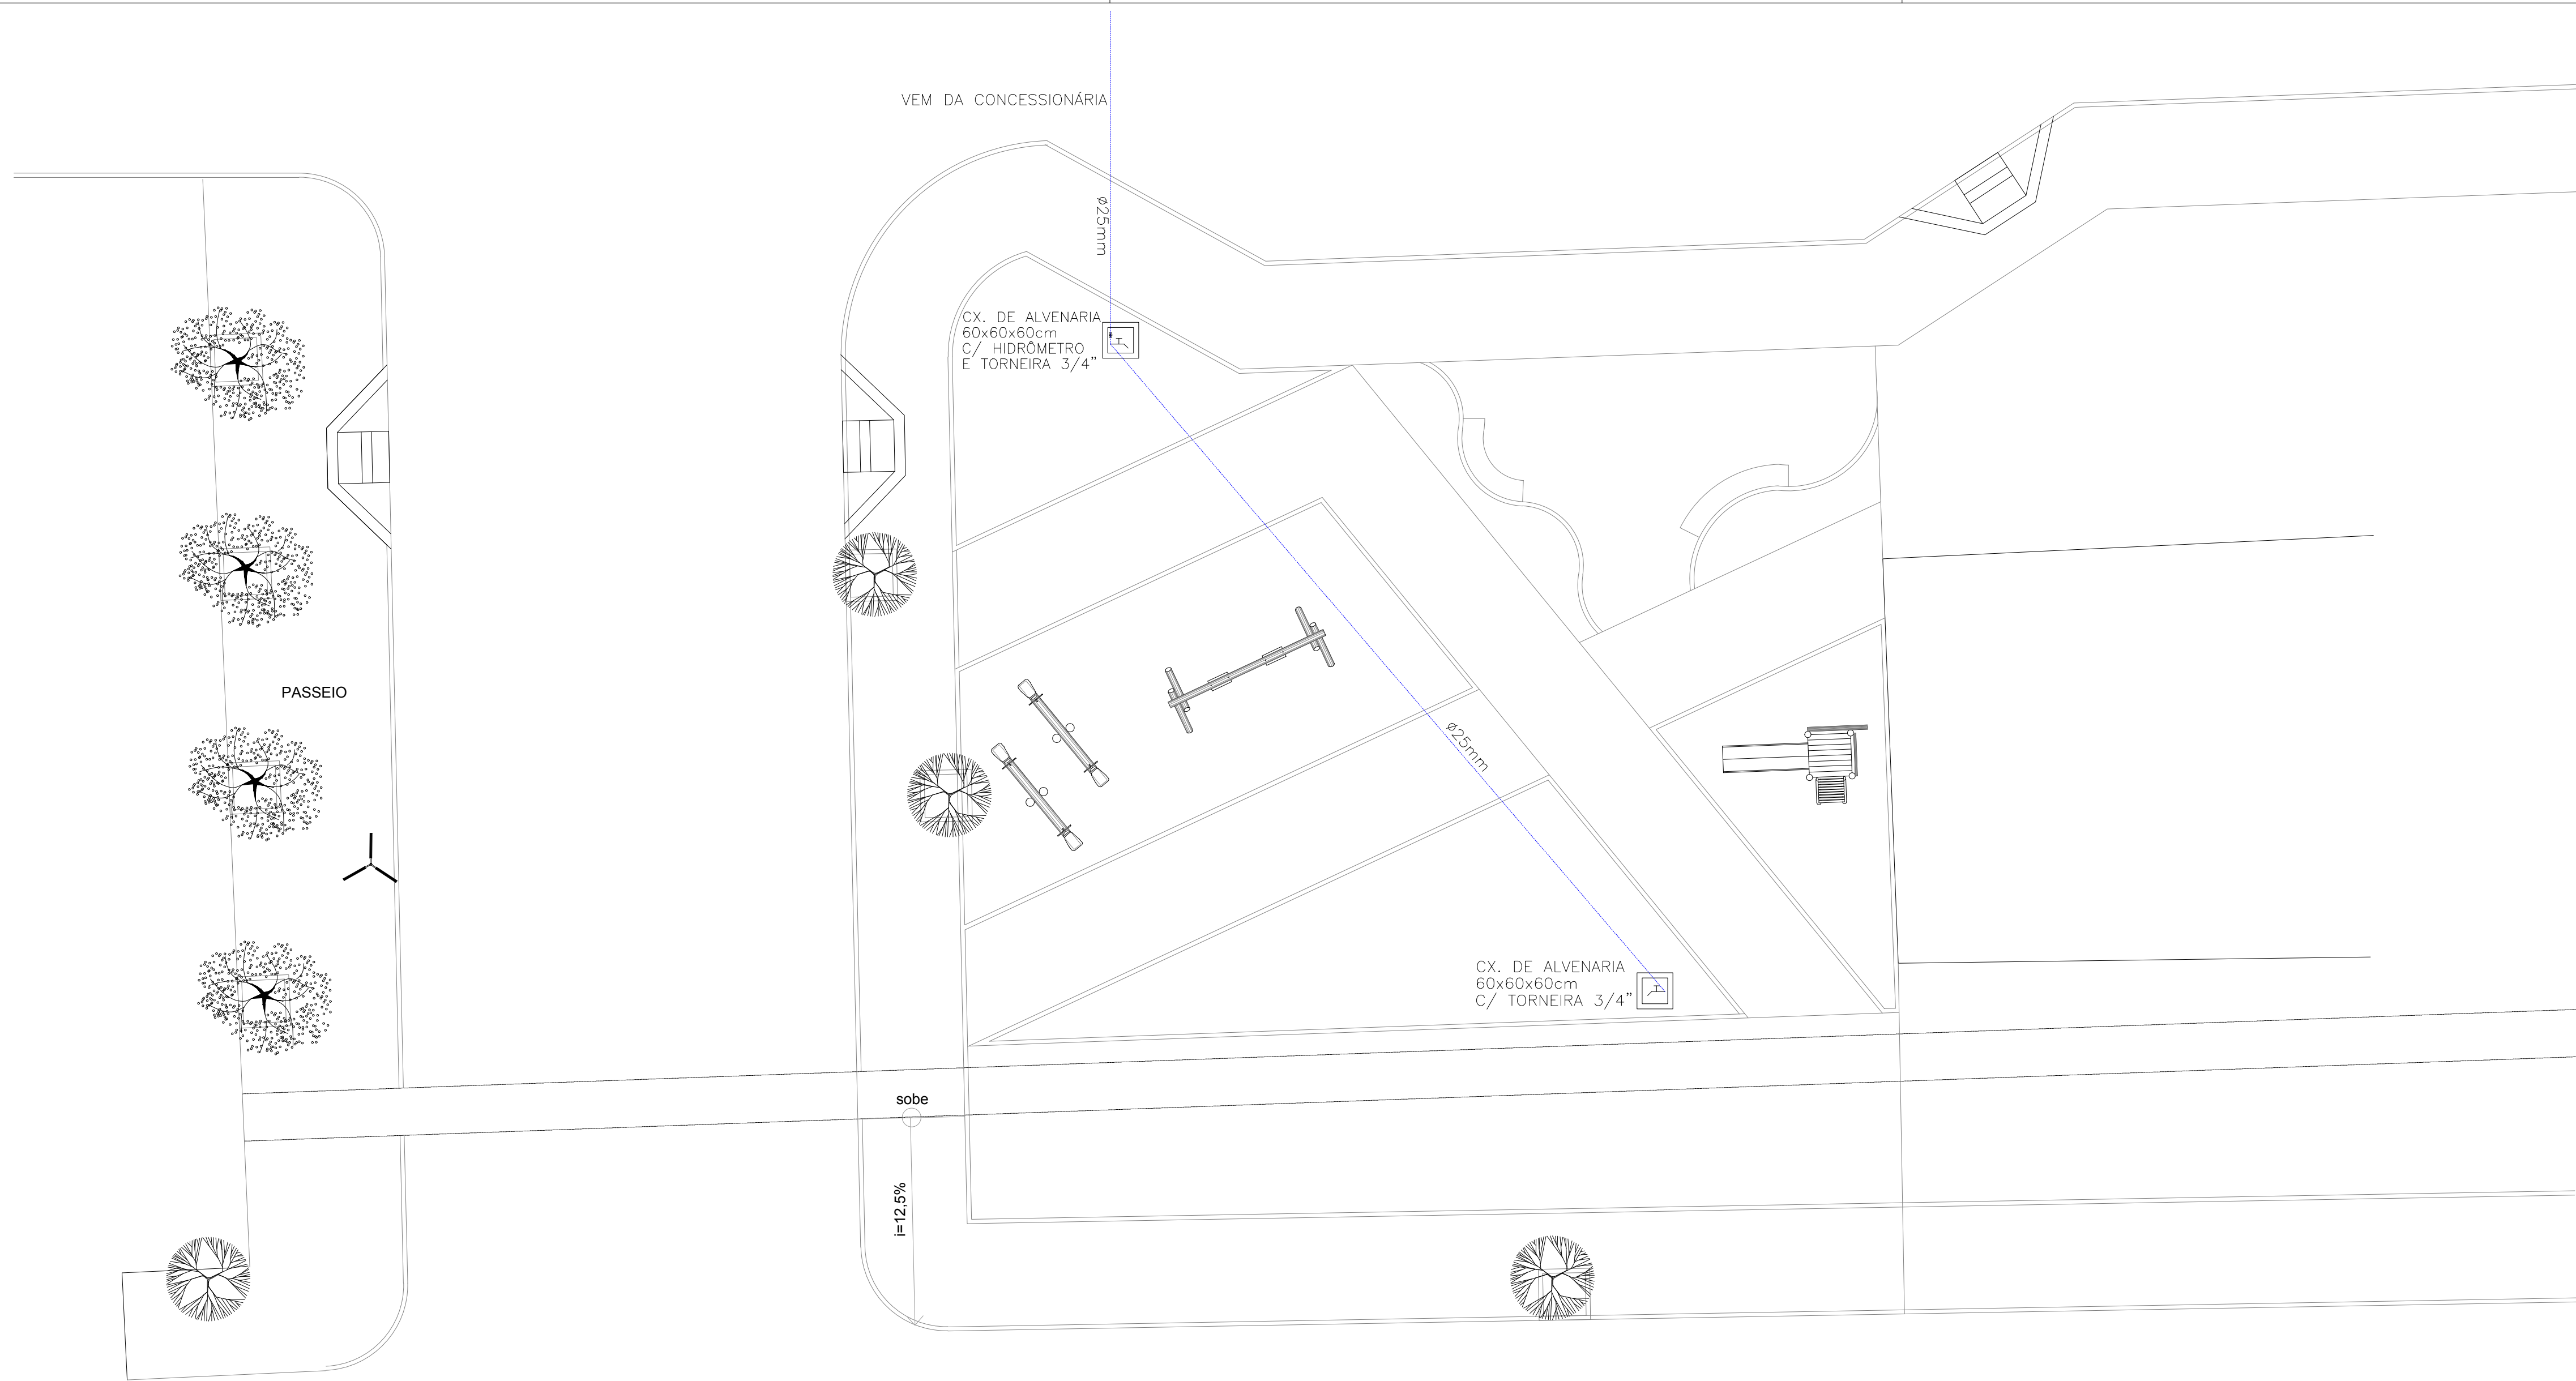 VEM DA CONCESSIONÁRIA
ø25mm
CX. DE ALVENARIA
60x60x60cm
C/ HIDRÔMETRO
E TORNEIRA 3/4"
PASSEIO
ø25mm
CX. DE ALVENARIA
60x60x60cm
C/ TORNEIRA 3/4"
sobe
i=12,5%